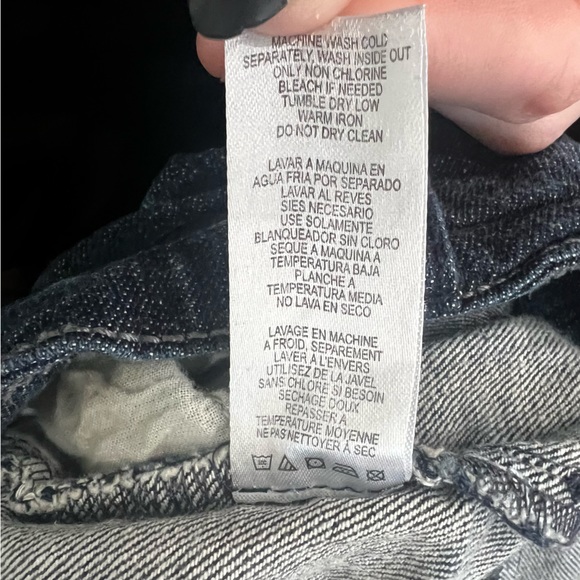 MACHINE WASH COLD
SEPARATELY, WASH INSIDE OUT
ONLY NON CHLORINE
BLEACH IF NEEDED
TUMBLE DRY LOW
WARM IRON
DO NOT DRY CLEAN
LAVAR A MAQUINA EN
AGUA FRIA POR SEPARADO
LAVAR AL REVES
SIES NECESARIO
USE SOLAMENTE
BLANQUEADOR SIN CLORO
SEQUE A MAQUINA A
TEMPERATURA BAJA
PLANCHE A
TEMPERATURA MEDIA
NO LAVA EN SECO
LAVAGE EN MACHINE
A FROID, SEPAREMENT
LAVER A L'ENVERS
UTILISEZ DE LA JAVEL
SANS CHLORE SI BESOIN
SECHAGE DOUX
REPASSER A
TEMPERATURE MOYENNE
NE PAS NETTOYER À SEC